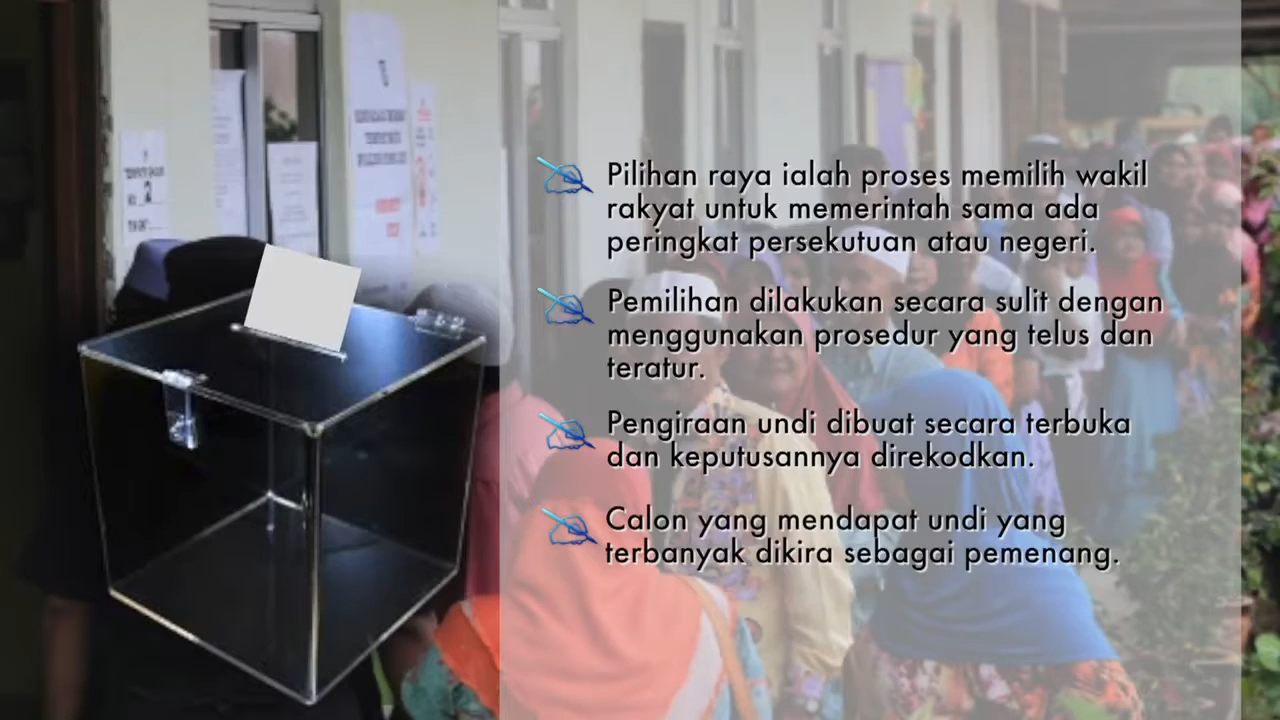 Pilihan raya ialah proses memilih wakil
rakyat untuk memerintah sama ada
peringkat persekutuan atau negeri.
Pemilihan dilakukan secara sulit dengan
menggunakan prosedur yang telus dan
teratur.
Pengiraan undi dibuat secara terbuka
dan keputusannya direkodkan.
Calon yang mendapat undi yang
terbanyak dikira sebagai pemenang.